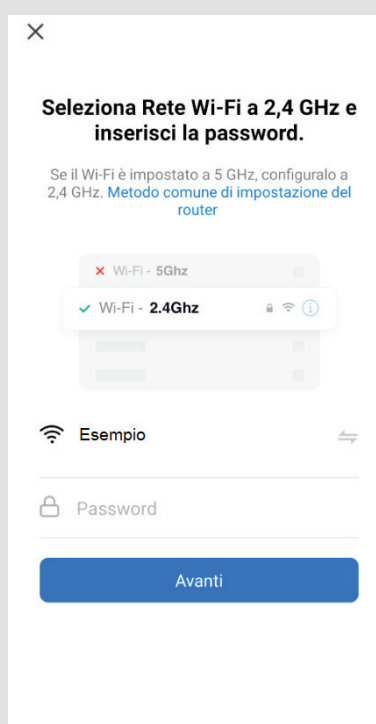 Seleziona Rete Wi-Fi a 2,4 GHz e
inserisci la password.
Se il Wi-Fi è impostato a 5 GHz, configuralo a
2,4 GHz. Metodo comune di impostazione del
router
Wi-Fi - 5Ghz
Wi-Fi - 2.4Ghz
Esempio
Password
Avanti